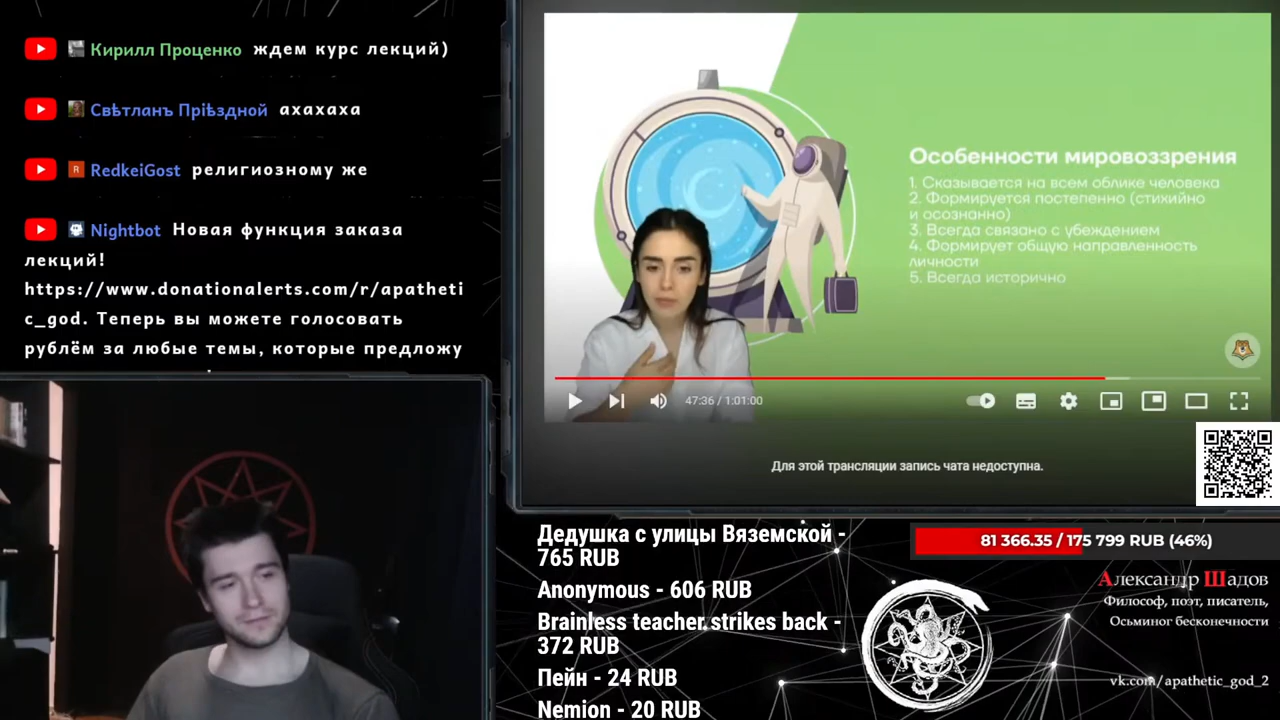 Кирилл Проценко ждем курс лекций)
Свѣтланъ Пріѣздной ахахаха
R RedkeiGost религиозному же
Nightbot Новая функция заказа
лекций!
https://www.donationalerts.com/r/apatheti
c_god. Теперь вы можете голосовать
рублём за любые темы, которые предложу
Особенности мировоззрения
1. Сказывается на всем облике человека
2. Формируется постепенно (стихийно
и осознанно)
3. Всегда связано с убеждением
4. Формирует общую направленность
личности
5. Всегда исторично
47:36 / 1:01:00
Для этой трансляции запись чата недоступна.
Дедушка с улицы Вяземской -
765 RUB
Anonymous - 606 RUB
Brainless teacher.strikes back -
372 RUB
Пейн - 24 RUB
Nemion - 20 RUB
81 366.35 / 175 799 RUB (46%)
Александр Шадов
Философ, поэт, писатель,
Осьминог бесконечности
vk.com/apathetic_god_2